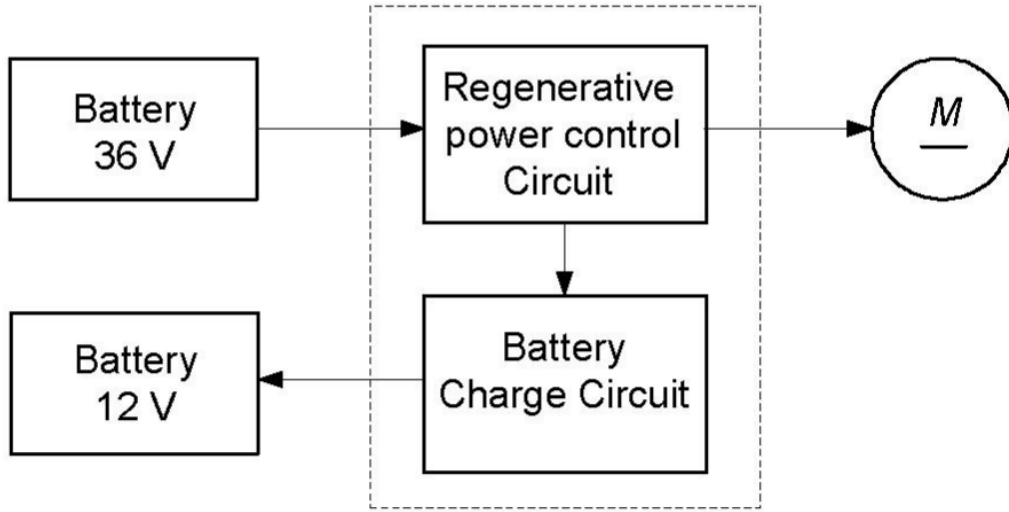 Battery
36 V
Regenerative
power control
Circuit
M
Battery
12 V
Battery
Charge Circuit